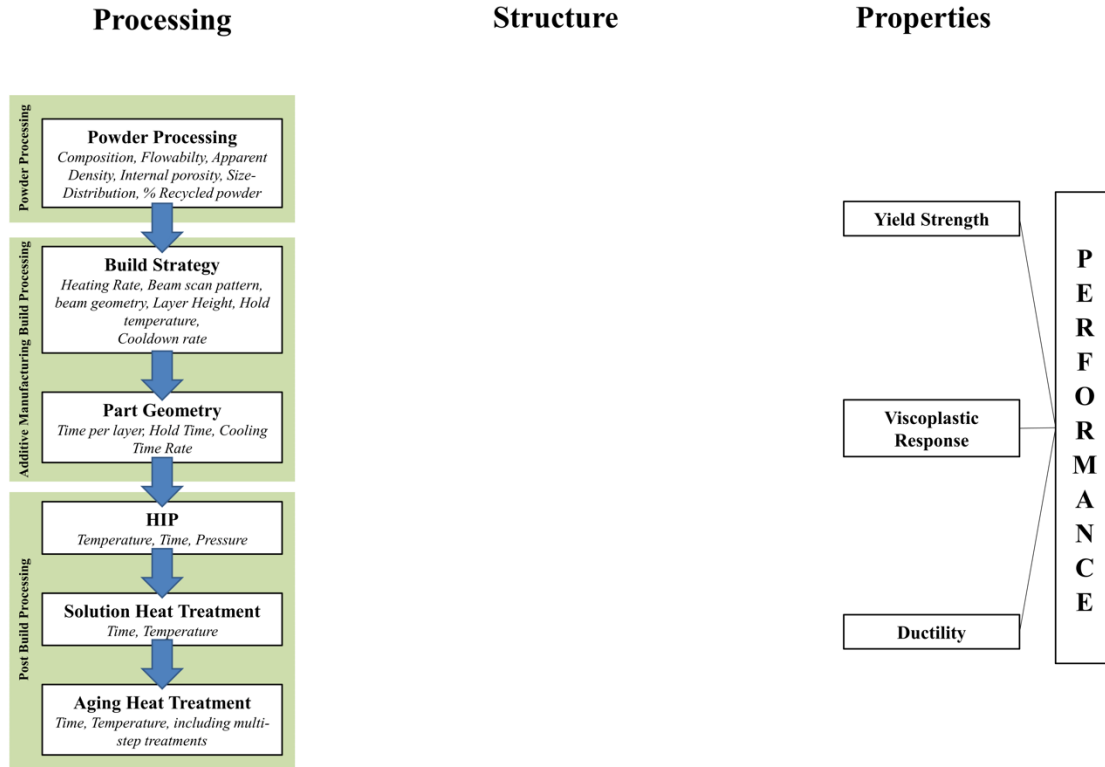 Processing
Structure
Properties
Powder Processing
Powder Processing
Composition, Flowabilty, Apparent
Density, Internal porosity, Size-
Distribution, % Recycled powder
Additive Manufacturing Build Processing
Build Strategy
Heating Rate, Beam scan pattern,
beam geometry, Layer Height, Hold
temperature,
Cooldown rate
Part Geometry
Time per layer, Hold Time, Cooling
Time Rate
Post Build Processing
HIP
Temperature, Time, Pressure
Solution Heat Treatment
Time, Temperature
Aging Heat Treatment
Time, Temperature, including multi-
step treatments
Yield Strength
Viscoplastic
Response
Ductility
PERFORMANCE